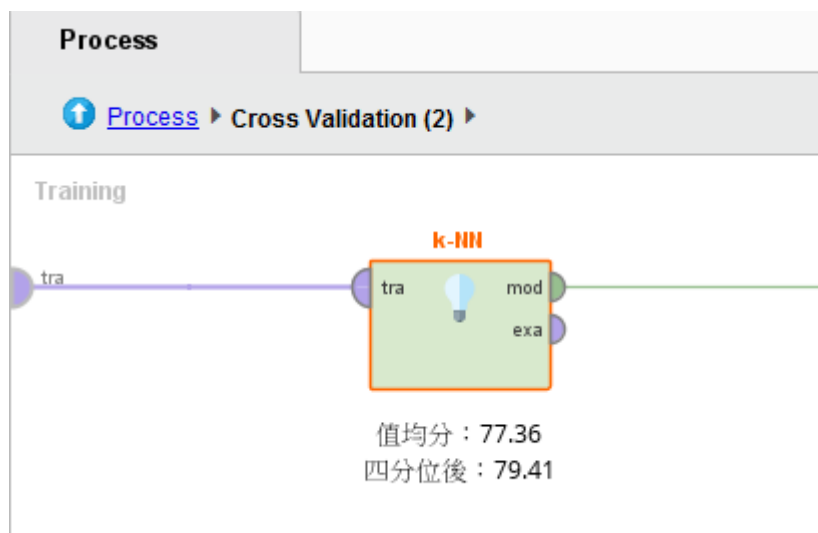 Process
Process Cross Validation (2)
Training
k-NN
tra
tra
mod
exa
值均分：77.36
四分位後：79.41